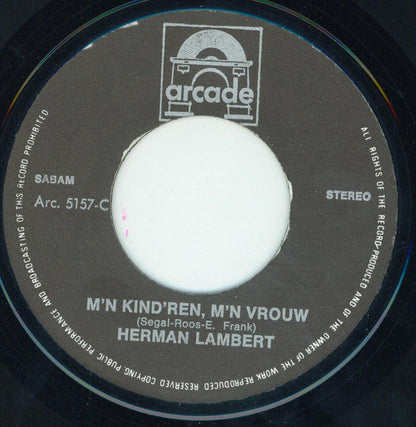 arcade
SABAM
Arc. 5157-C
STEREO
M'N KIND'REN, M'N VROUW
(Segal-Roos-E. Frank)
HERMAN LAMBERT
ALL RIGHTS OF THE RECORD-PRODUCED AND OF THE OWNER OF THE WORK REPRODUCED RESERVED COPYING PUBLIC PERFORMANCE AND BROADCASTING OF THIS RECORD PROHIBITED